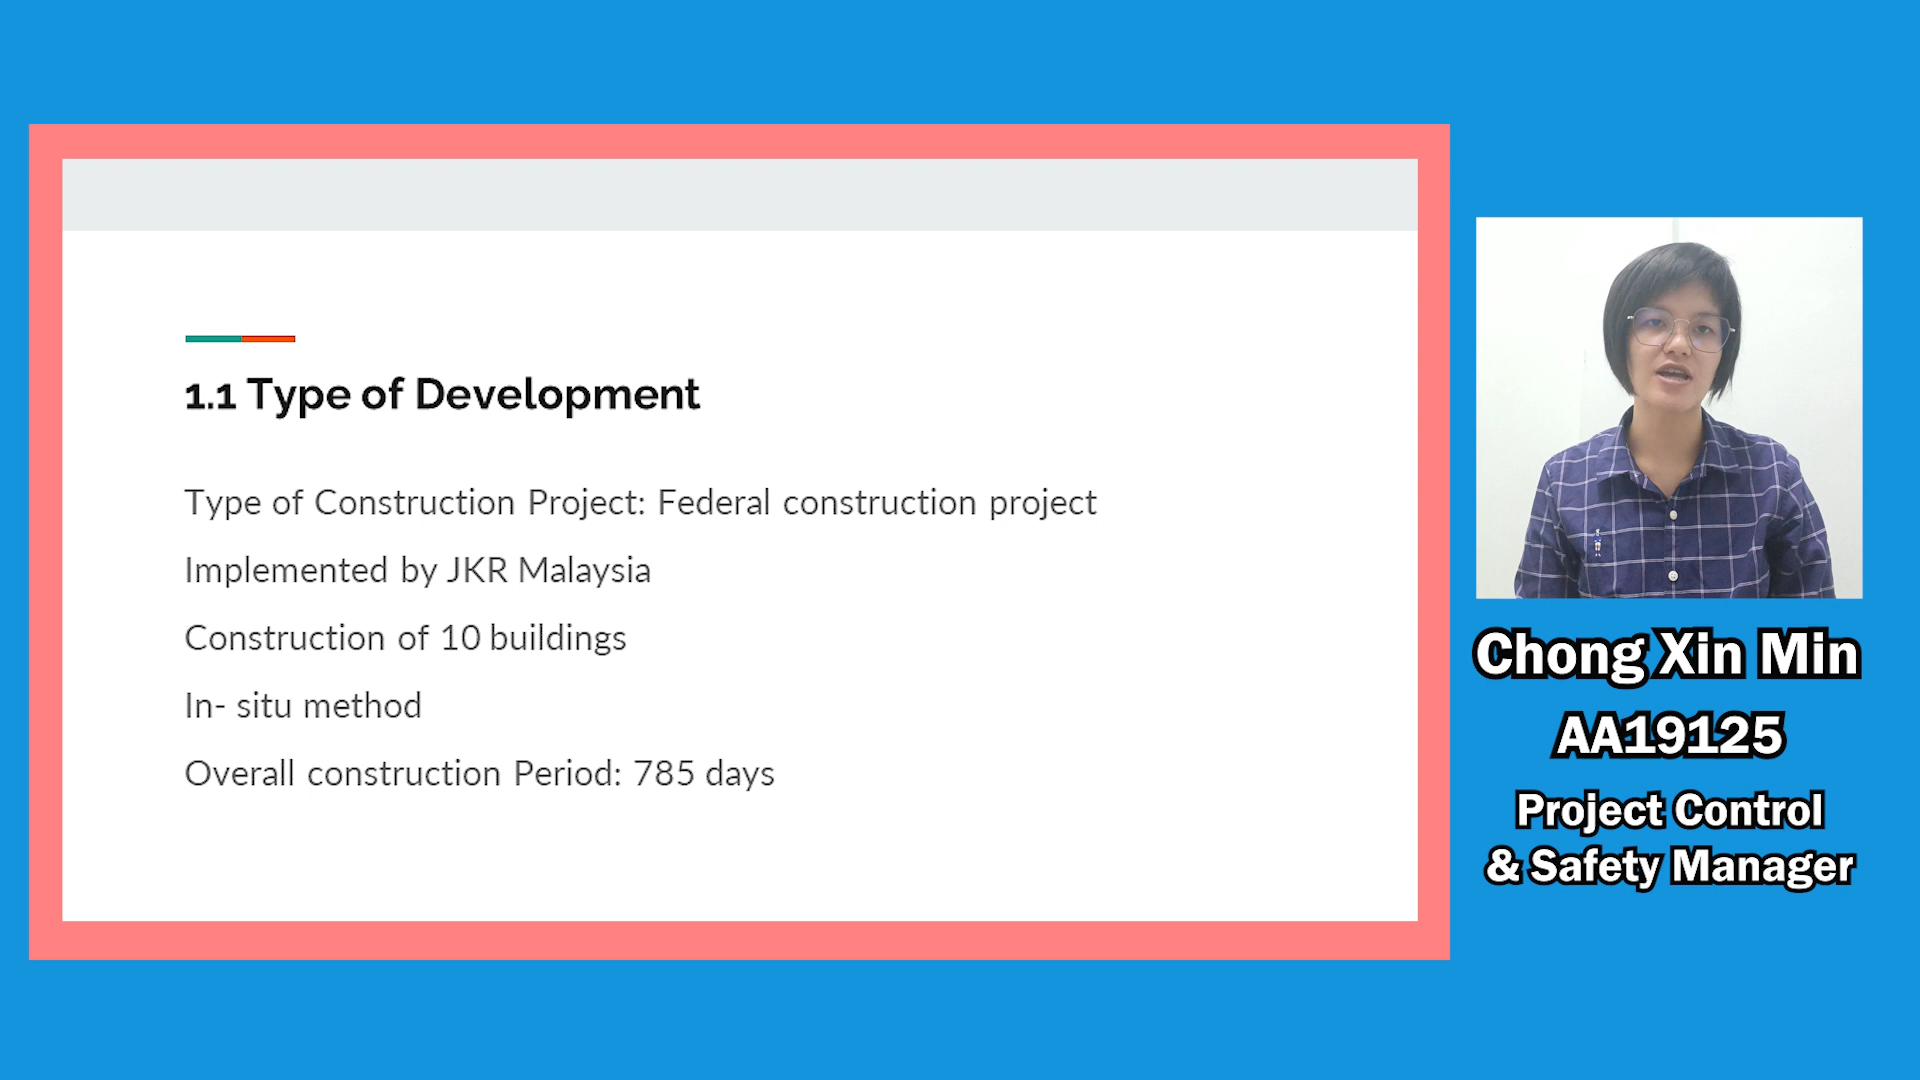 1.1 Type of Development
Type of Construction Project: Federal construction project
Implemented by JKR Malaysia
Construction of 10 buildings
In- situ method
Overall construction Period: 785 days
Chong Xin Min
AA19125
Project Control
& Safety Manager